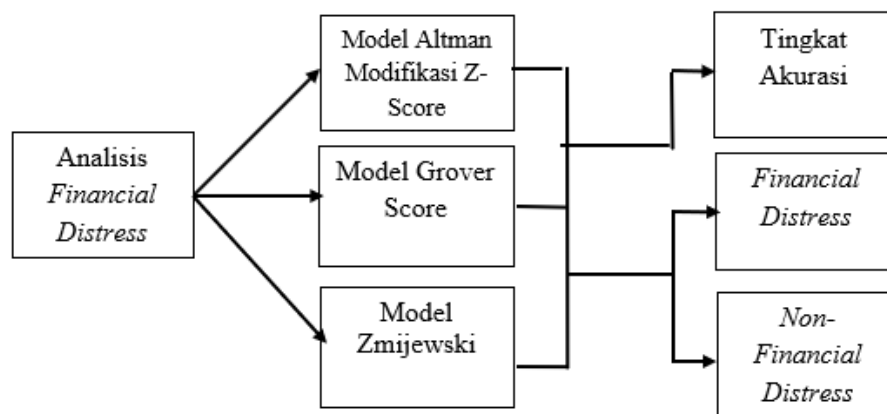 Analisis
Financial
Distress
Model Altman
Modifikasi Z-
Score
Model Grover
Score
Model
Zmijewski
Tingkat
Akurasi
Financial
Distress
Non-
Financial
Distress